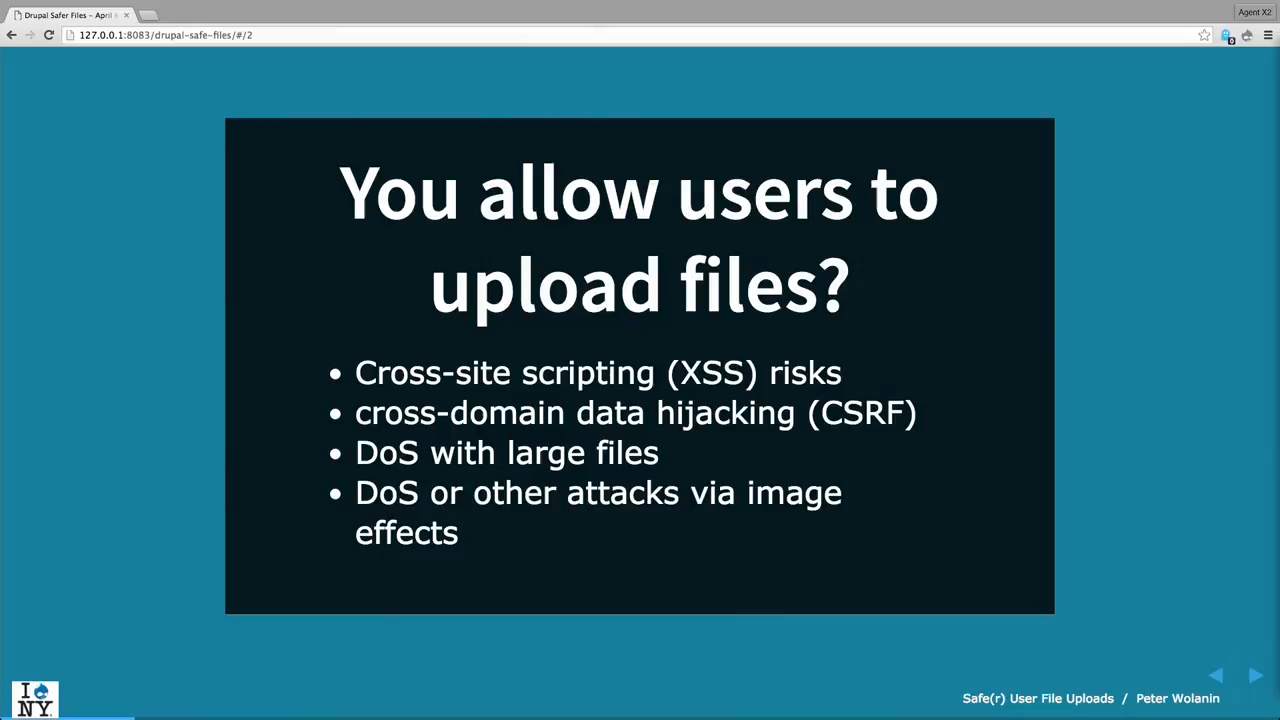 Drupal Safer Files – April
Agent X2
127.0.0.1:8083/drupal-safe-files/#/2
0
You allow users to
upload files?
• Cross-site scripting (XSS) risks
• cross-domain data hijacking (CSRF)
• DoS with large files
• DoS or other attacks via image
effects
I
NY.
Safe(r) User File Uploads / Peter Wolanin